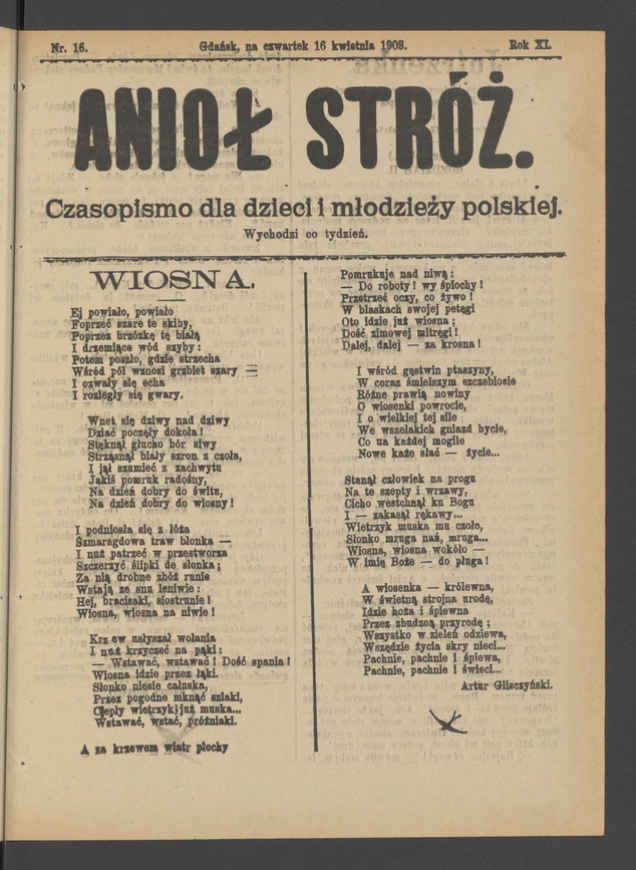 Nr. 16.
Gdańsk, na czwartek 16 kwietnia 1908.
Rok XI.
ANIOŁ STRÓŻ.
Czasopismo dla dzieci i młodzieży polskiej.
Wychodzi co tydzień.
WIOSNA.
Ej powiało, powiało
Poprzeć szare te skiby,
Poprzez brzózkę tę białą
I drzemiące wód szyby:
Potem poszło, gdzie strzecha
Wśród pól wznosi grzbiet szary —
I ozwały się echa
I rozległy się gwary.
Wnet się dziwy nad dziwy
Dziać poczęły dokoła!
Stęknął głucho bór siwy
Strząsnął biały szron z czoła,
I jął szumieć z zachwytu
Jakiś pomruk radośny,
Na dzień dobry do świtu,
Na dzień dobry do wiosny!
I podniosła się z łóża
Szmaragdowa traw błonka —
I nuż patrzeć w przestworza
Szczerzyć ślipki do słonka;
Za nią drobne zbóż runie
Wstają ze snu leniwie:
Hej, braciszki, siostrunie!
Wiosna, wiosna na niwie!
Krzew usłyszał wołania
I nuż krzyczeć na pąki:
— Wstawać, wstawać! Dość spania!
Wiosna idzie przez łąki.
Słonko niesie całuska,
Przez pogodne mknąć szlaki,
Ciepły wietrzyk już muska...
Wstawać, wstać, próżniaki.
A za krzewem wiatr płochy
Pomrukuje nad niwą:
— Do roboty! wy śpiochy!
Przetrzeć oczy, co żywo!
W blaskach swojej potęgi
Oto idzie już wiosna;
Dość zimowej mitręgi!
Dalej, dalej — za krosna!
I wśród gęstwin ptaszyny,
W coraz śmielszym szczebiosie
Różne prawią nowiny
O wiosenki powrocie,
I o wielkiej tej sile
We wszelakich gniazd bycie,
Co na każdej mogile
Nowe każe słać — życie...
Stanął człowiek na progu
Na te szepty i wrzawy,
Cicho westchnął ku Bogu
I — zakasał rękawy...
Wietrzyk muska mu czoło,
Słonko mruga nań, mruga...
Wiosna, wiosna wokóło —
W imię Boże — do pługa!
A wiosenka — królewna,
W świetną strojna urodę,
Idzie hoża i śpiewna
Przez zbudzoą przyrodę;
Wszystko w zieleń odziewa,
Wszędzie życia skry nieci...
Pachnie, pachnie i śpiewa,
Pachnie, pachnie i świeci...
Artur Gliszczyński.